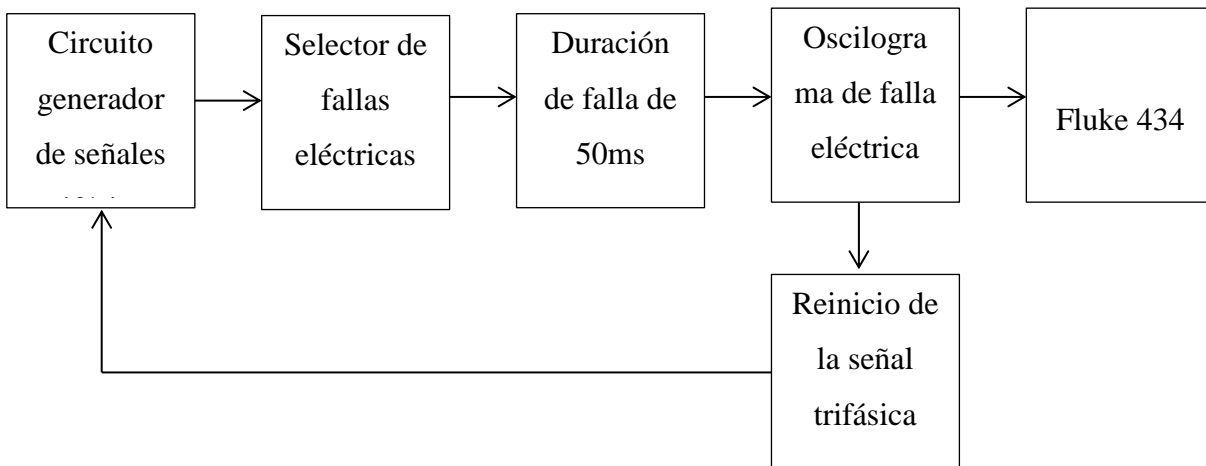 Circuito
generador
de señales
Selector de
fallas
eléctricas
Duración
de falla de
50ms
Oscilogra
ma de falla
eléctrica
Fluke 434
Reinicio de
la señal
trifásica